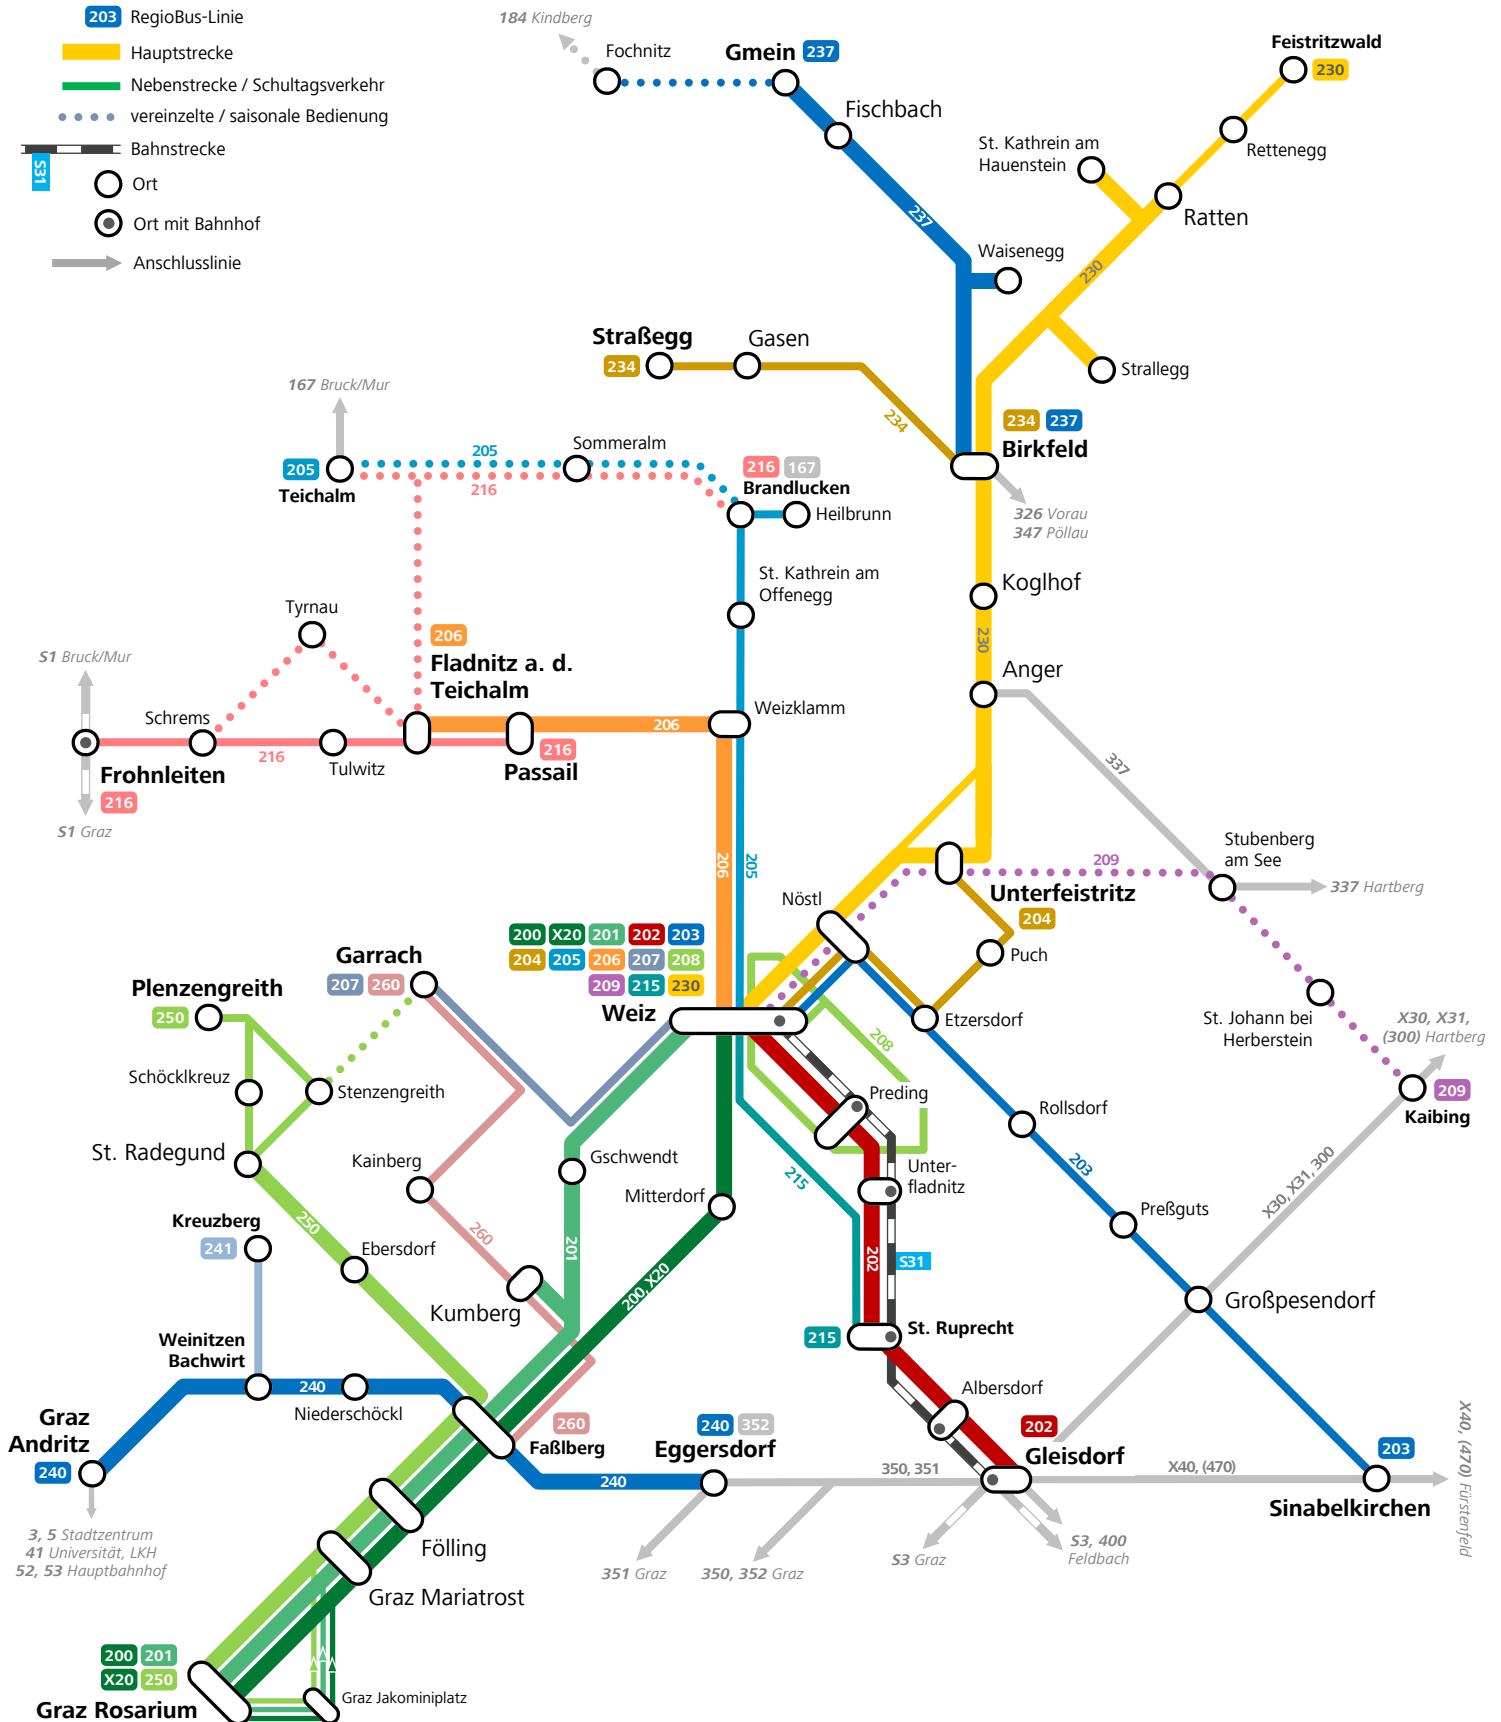 203 RegioBus-Linie
Hauptstrecke
Nebenstrecke / Schultagsverkehr
vereinzelte / saisonale Bedienung
Bahnstrecke
S31
Ort
Ort mit Bahnhof
Anschlusslinie
184 Kindberg
Fochnitz
Gmein 237
Fischbach
237
Feistritzwald
230
Rettenegg
St. Kathrein am
Hauenstein
Ratten
230
Waisenegg
Strallegg
Straßegg
234
Gasen
234
234 237
Birkfeld
326 Vorau
347 Pöllau
167 Bruck/Mur
205
Teichalm
205
216
Sommeralm
216 167
Brandlucken
Heilbrunn
St. Kathrein am
Offenegg
Koglhof
230
Anger
337
Tyrnau
206
Fladnitz a. d.
Teichalm
S1 Bruck/Mur
Schrems
216
Tulwitz
Frohnleiten
216
S1 Graz
206
216
Passail
Weizklamm
206
205
Stubenberg
am See
337 Hartberg
209
Unterfeistritz
204
Nöstl
Puch
Etzersdorf
St. Johann bei
Herberstein
X30, X31,
(300) Hartberg
209
Kaibing
200 X20 201 202 203
204 205 206 207 208
209 215 230
Weiz
Garrach
207 260
Plenzengreith
250
Schöcklkreuz
Stenzengreith
St. Radegund
208
Preding
Rollsdorf
203
X30, X31, 300
Preßguts
Großpesendorf
Kainberg
260
Gschwendt
Mitterdorf
201
200, X20
215
Unter-
fladnitz
202
S31
Kreuzberg
241
250
Ebersdorf
Kumberg
Weinitzen
Bachwirt
240
Niederschöckl
215
St. Ruprecht
Albersdorf
202
Gleisdorf
Graz
Andritz
240
3, 5 Stadtzentrum
41 Universität, LKH
52, 53 Hauptbahnhof
260
Faßlberg
240
240 352
Eggersdorf
350, 351
X40, (470)
203
Sinabelkirchen
X40, (470) Fürstenfeld
351 Graz
350, 352 Graz
S3 Graz
S3, 400
Feldbach
Fölling
Graz Mariatrost
200 201
X20 250
Graz Rosarium
Graz Jakominiplatz